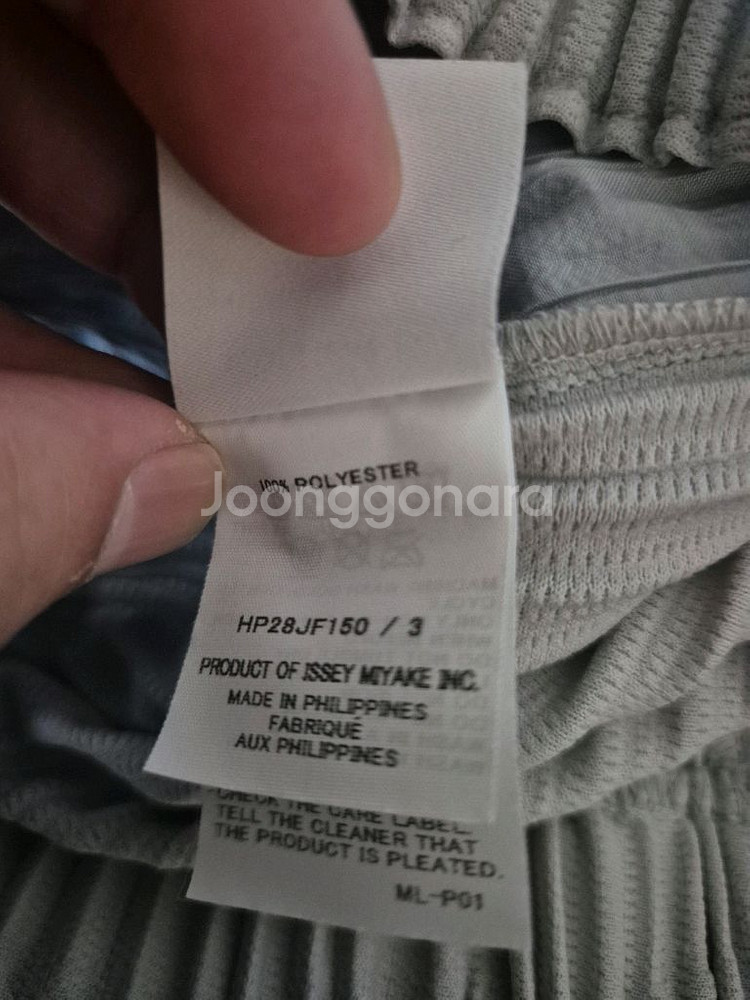 100% POLYESTER
Joonggonara
HP28JF150 / 3
PRODUCT OF ISSEY MIYAKE INC.
MADE IN PHILIPPINES
FABRIQUÉ
AUX PHILIPPINES
CHECK THE CARE LABEL.
TELL THE CLEANER THAT
THE PRODUCT IS PLEATED.
ML-P01